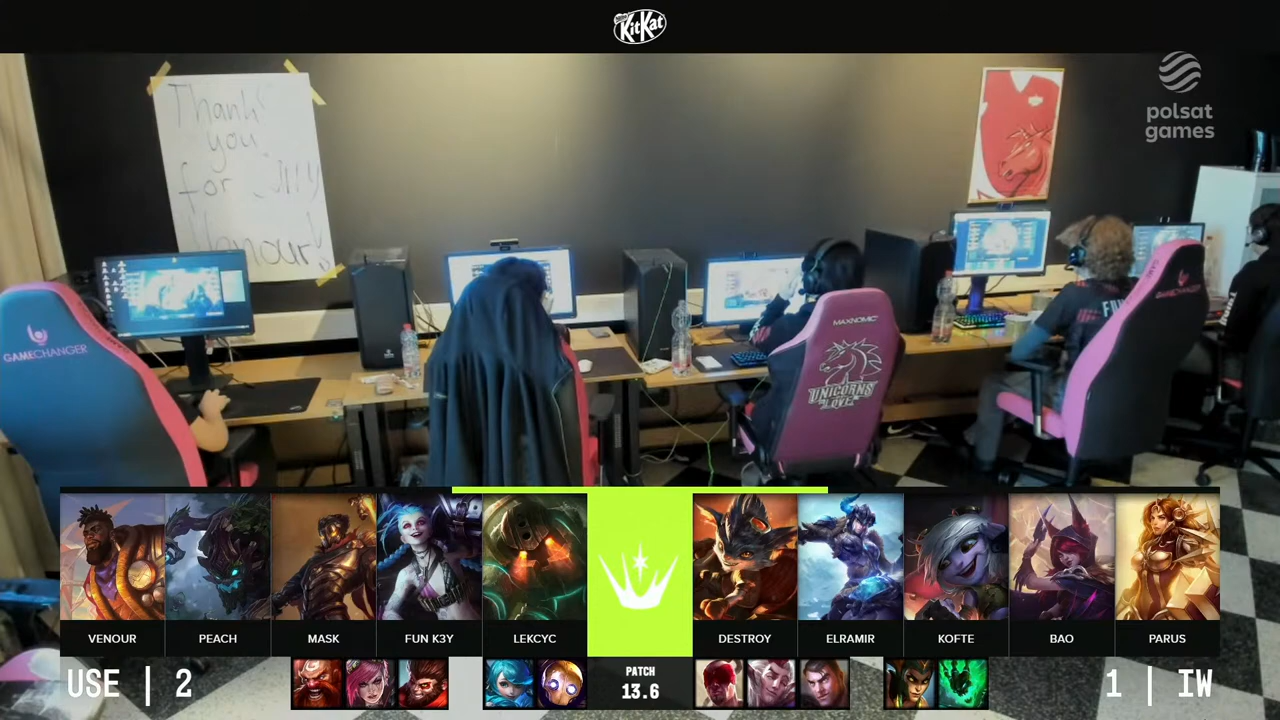 KitKat
polsat
games
Thank
you
for
Venour!
GAMECHANGER
MAXNOMIC
UNICORNS
LOVE
VENOUR
PEACH
MASK
FUN K3Y
LEKCYC
DESTROY
ELRAMIR
KOFTE
BAO
PARUS
USE | 2
PATCH
13.6
1 | IW